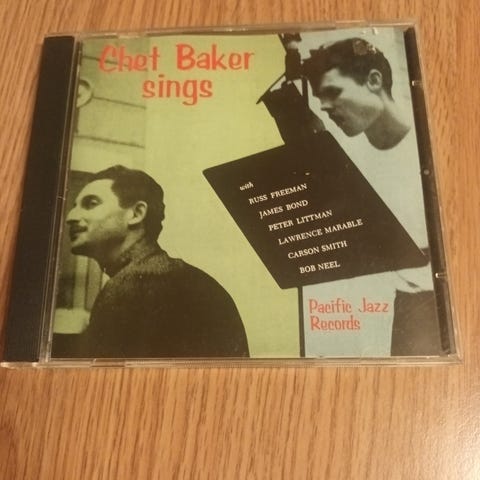 Chet Baker
sings
with
RUSS FREEMAN
JAMES BOND
PETER LITTMAN
LAWRENCE MARABLE
CARSON SMITH
BOB NEEL
Pacific Jazz
Records